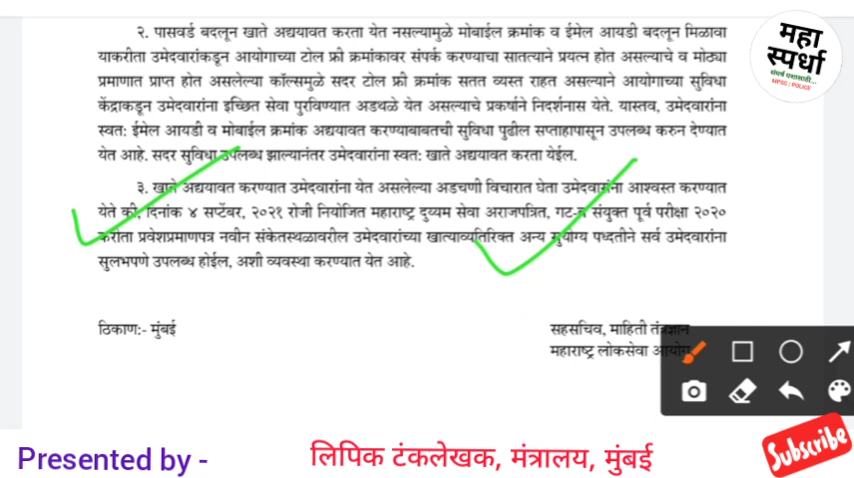 २. पासवर्ड बदलून खाते अद्ययावत करता येत नसल्यामुळे मोबाईल क्रमांक व ईमेल आयडी बदलून मिळावा
याकरीता उमेदवारांकडून आयोगाच्या टोल फ्री क्रमांकावर संपर्क करण्याचा सातत्याने प्रयत्न होत असल्याचे व मोठ्या
प्रमाणात प्राप्त होत असलेल्या कॉल्समुळे सदर टोल फ्री क्रमांक सतत व्यस्त राहत असल्याने आयोगाच्या सुविधा
केंद्राकडून उमेदवारांना इच्छित सेवा पुरविण्यात अडथळे येत असल्याचे प्रकर्षाने निदर्शनास येते. यास्तव, उमेदवारांना
स्वत: ईमेल आयडी व मोबाईल क्रमांक अद्ययावत करण्याबाबतची सुविधा पुढील सप्ताहापासून उपलब्ध करुन देण्यात
येत आहे. सदर सुविधा उपलब्ध झाल्यानंतर उमेदवारांना स्वत: खाते अद्ययावत करता येईल.
३. खाते अद्ययावत करण्यात उमेदवारांना येत असलेल्या अडचणी विचारात घेता उमेदवारांना आश्वस्त करण्यात
येते की, दिनांक ४ सप्टेंबर, २०२१ रोजी नियोजित महाराष्ट्र दुय्यम सेवा अराजपत्रित, गट-ब संयुक्त पूर्व परीक्षा २०२०
करीता प्रवेशप्रमाणपत्र नवीन संकेतस्थळावरील उमेदवारांच्या खात्याव्यतिरिक्त अन्य सुयोग्य पध्दतीने सर्व उमेदवारांना
सुलभपणे उपलब्ध होईल, अशी व्यवस्था करण्यात येत आहे.
ठिकाण:- मुंबई
सहसचिव, माहिती तंत्रज्ञान
महाराष्ट्र लोकसेवा आयोग
महा
स्पर्धा
संघर्ष यशासाठी...
MPSC | POLICE
Presented by -
लिपिक टंकलेखक, मंत्रालय, मुंबई
Subscribe